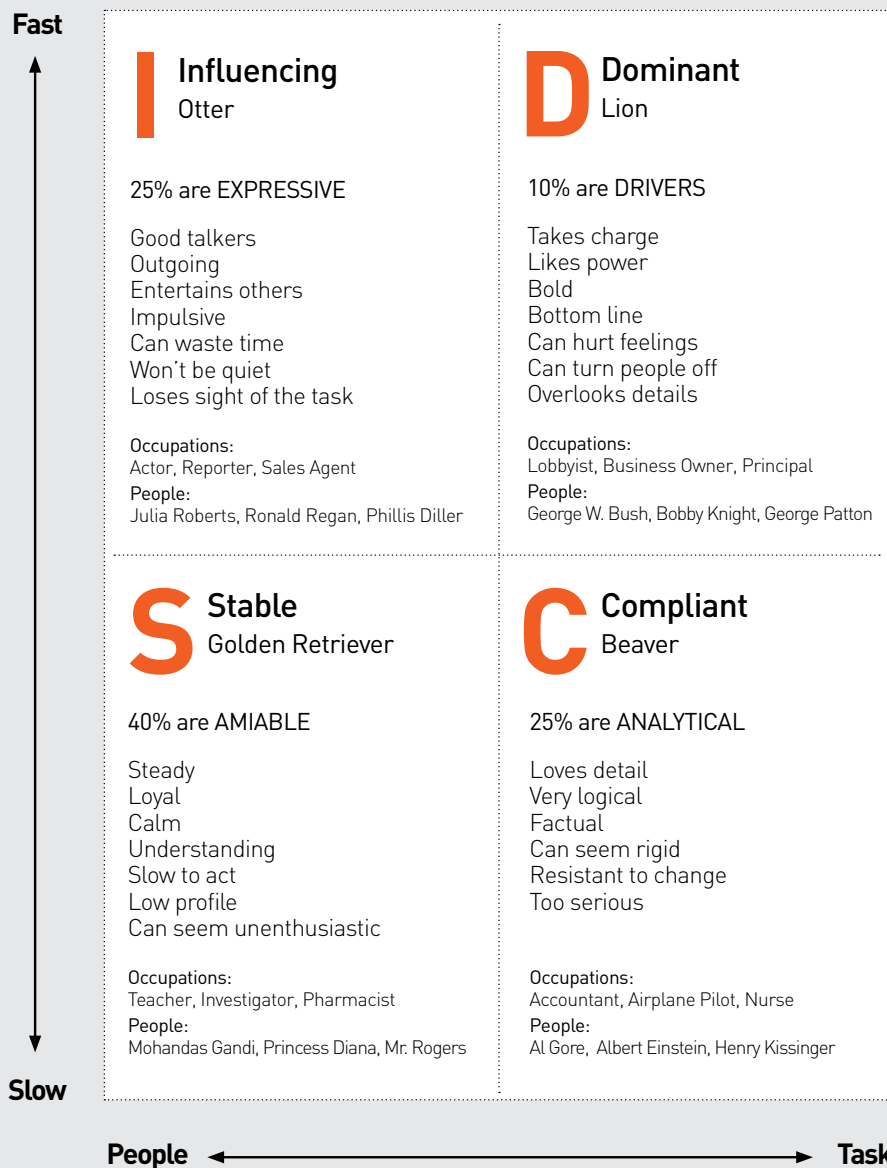 Fast
I
Influencing
Otter
25% are EXPRESSIVE
Good talkers
Outgoing
Entertains others
Impulsive
Can waste time
Won't be quiet
Loses sight of the task
Occupations:
Actor, Reporter, Sales Agent
People:
Julia Roberts, Ronald Regan, Phillis Diller
D
Dominant
Lion
10% are DRIVERS
Takes charge
Likes power
Bold
Bottom line
Can hurt feelings
Can turn people off
Overlooks details
Occupations:
Lobbyist, Business Owner, Principal
People:
George W. Bush, Bobby Knight, George Patton
S
Stable
Golden Retriever
40% are AMIABLE
Steady
Loyal
Calm
Understanding
Slow to act
Low profile
Can seem unenthusiastic
Occupations:
Teacher, Investigator, Pharmacist
People:
Mohandas Gandi, Princess Diana, Mr. Rogers
C
Compliant
Beaver
25% are ANALYTICAL
Loves detail
Very logical
Factual
Can seem rigid
Resistant to change
Too serious
Occupations:
Accountant, Airplane Pilot, Nurse
People:
Al Gore, Albert Einstein, Henry Kissinger
Slow
People
Task